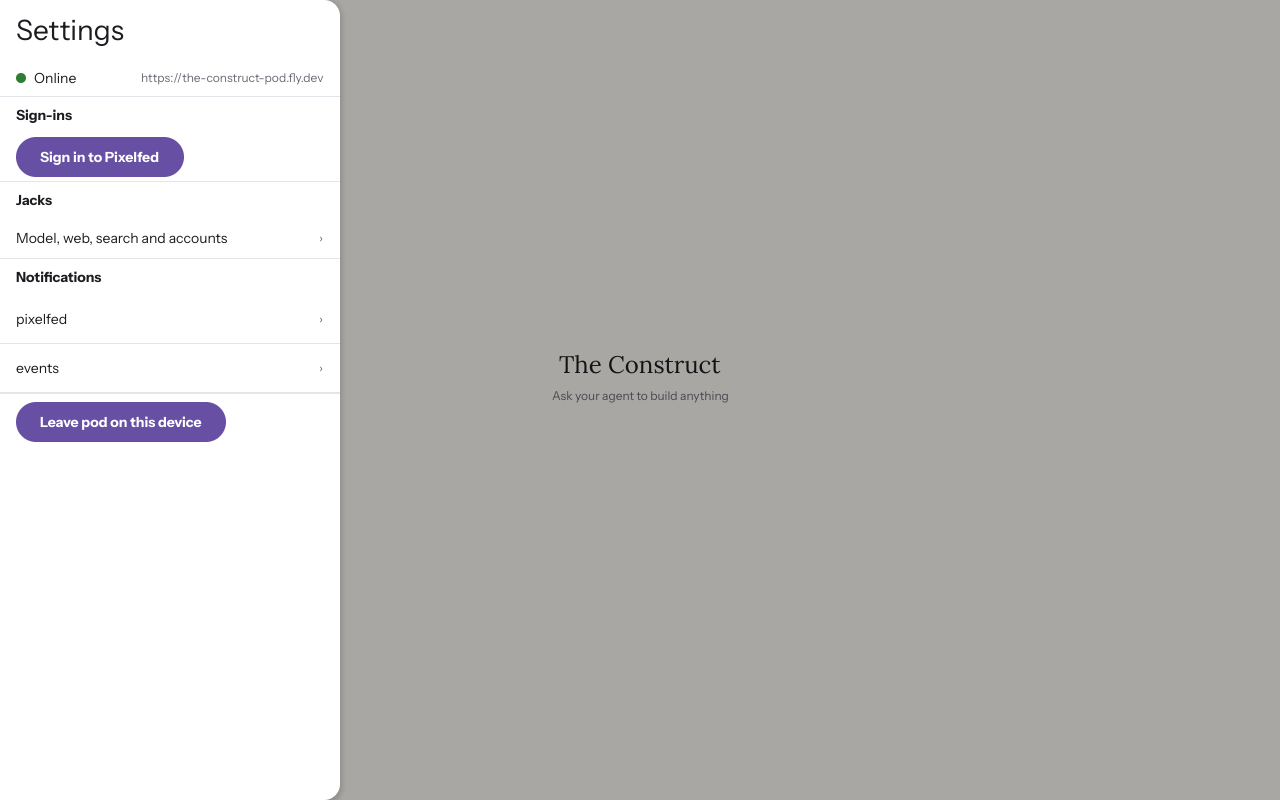 Settings
Online https://the-construct-pod.fly.dev
Sign-ins
Sign in to Pixelfed
Jacks
Model, web, search and accounts ›
Notifications
pixelfed ›
events ›
Leave pod on this device
The Construct
Ask your agent to build anything